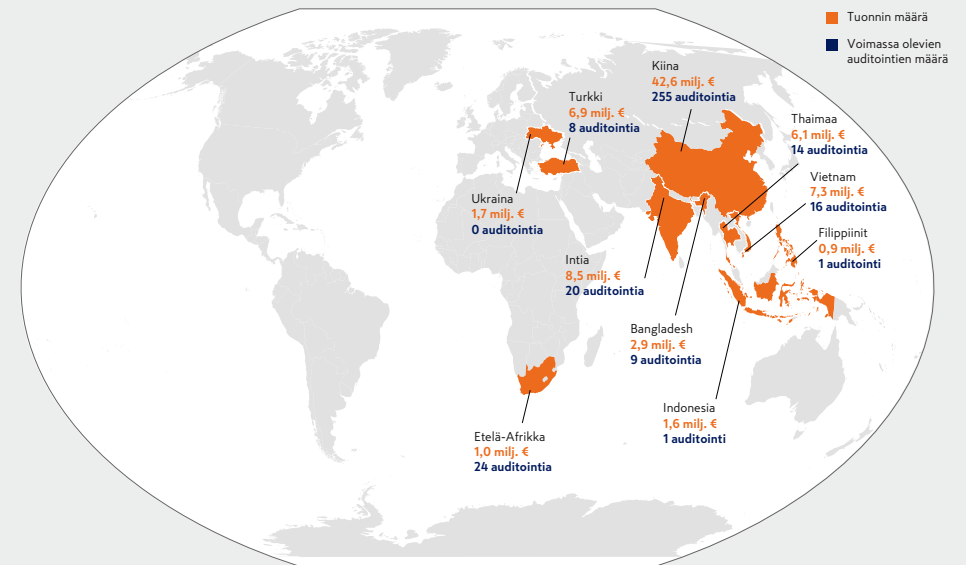 Tuonnin määrä
Voimassa olevien
auditointien määrä
Kiina
42,6 milj. €
255 auditointia
Turkki
6,9 milj. €
8 auditointia
Thaimaa
6,1 milj. €
14 auditointia
Vietnam
7,3 milj. €
16 auditointia
Ukraina
1,7 milj. €
0 auditointia
Filippiinit
0,9 milj. €
1 auditointi
Intia
8,5 milj. €
20 auditointia
Bangladesh
2,9 milj. €
9 auditointia
Indonesia
1,6 milj. €
1 auditointi
Etelä-Afrikka
1,0 milj. €
24 auditointia